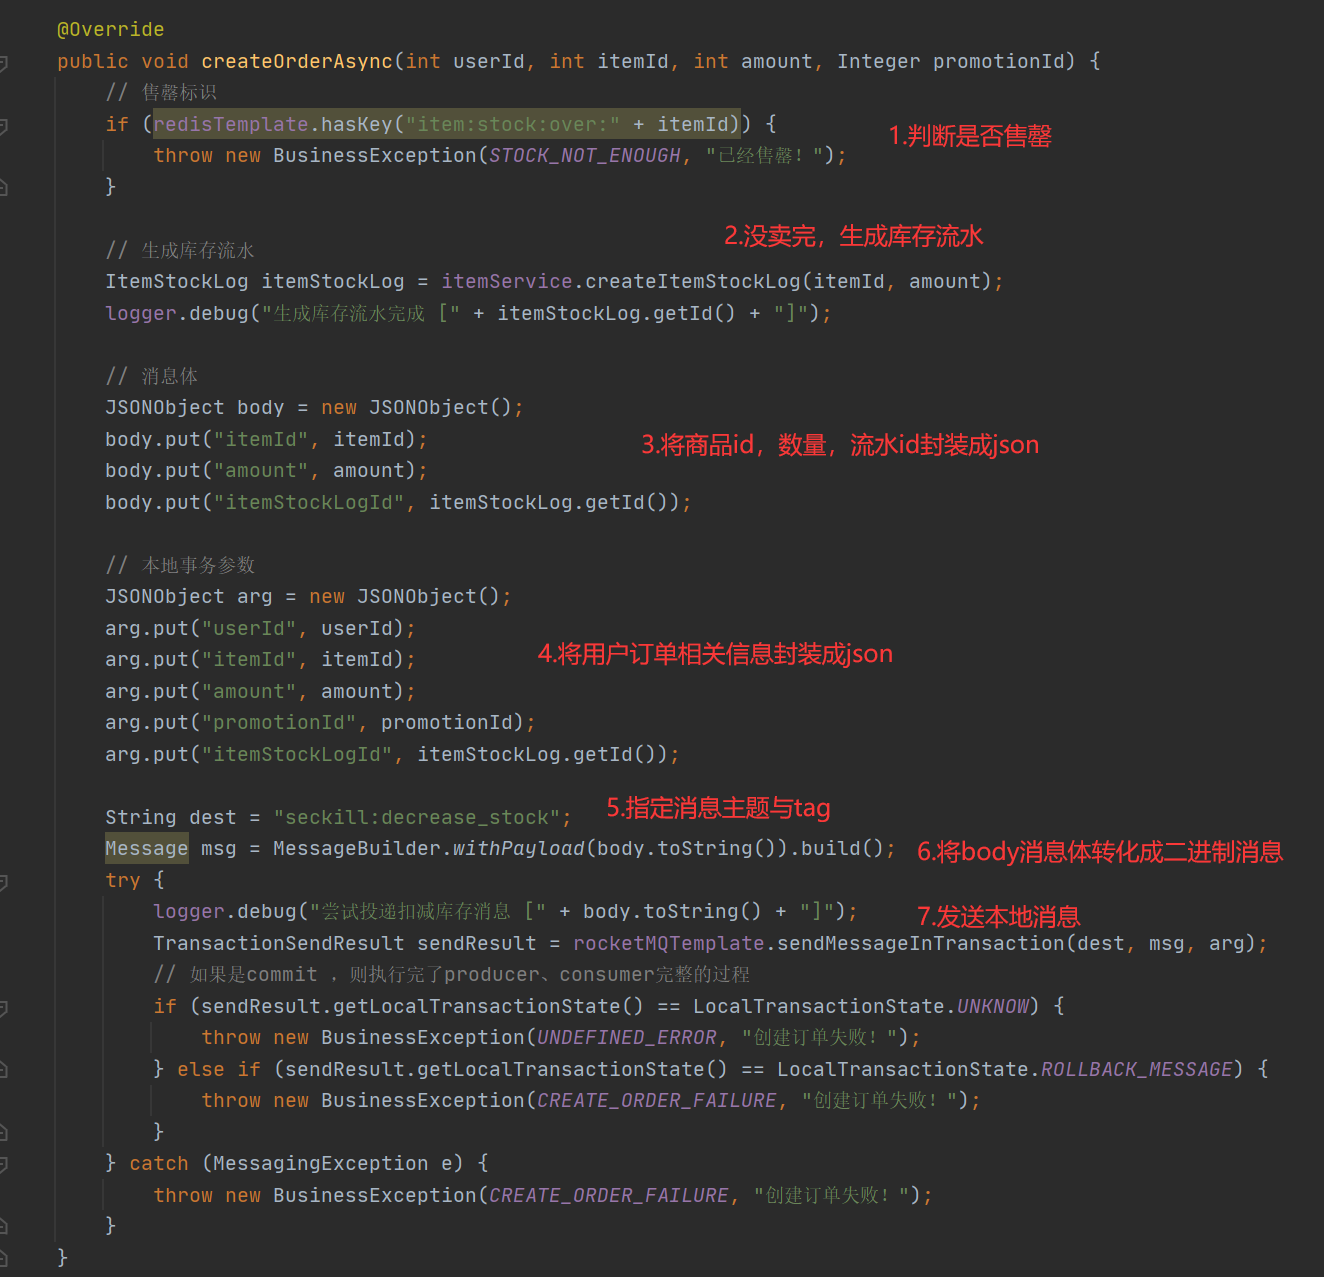 @Override
public void createOrderAsync(int userId, int itemId, int amount, Integer promotionId) {
// 售罄标识
if (redisTemplate.hasKey("item:stock:over:" + itemId)) {
1.判断是否售罄
throw new BusinessException(STOCK_NOT_ENOUGH, "已经售罄！");
}
2.没卖完，生成库存流水
// 生成库存流水
ItemStockLog itemStockLog = itemService.createItemStockLog(itemId, amount);
logger.debug("生成库存流水完成 [" + itemStockLog.getId() + "]");
// 消息体
JSONObject body = new JSONObject();
body.put("itemId", itemId);
3.将商品id，数量，流水id封装成json
body.put("amount", amount);
body.put("itemStockLogId", itemStockLog.getId());
// 本地事务参数
JSONObject arg = new JSONObject();
arg.put("userId", userId);
arg.put("itemId", itemId);
4.将用户订单相关信息封装成json
arg.put("amount", amount);
arg.put("promotionId", promotionId);
arg.put("itemStockLogId", itemStockLog.getId());
5.指定消息主题与tag
String dest = "seckill:decrease_stock";
Message msg = MessageBuilder.withPayload(body.toString()).build();
6.将body消息体转化成二进制消息
try {
logger.debug("尝试投递扣减库存消息 [" + body.toString() + "]");
7.发送本地消息
TransactionSendResult sendResult = rocketMQTemplate.sendMessageInTransaction(dest, msg, arg);
// 如果是commit ，则执行完了producer、consumer完整的过程
if (sendResult.getLocalTransactionState() == LocalTransactionState.UNKNOW) {
throw new BusinessException(UNDEFINED_ERROR, "创建订单失败！");
} else if (sendResult.getLocalTransactionState() == LocalTransactionState.ROLLBACK_MESSAGE) {
throw new BusinessException(CREATE_ORDER_FAILURE, "创建订单失败！");
}
} catch (MessagingException e) {
throw new BusinessException(CREATE_ORDER_FAILURE, "创建订单失败！");
}
}